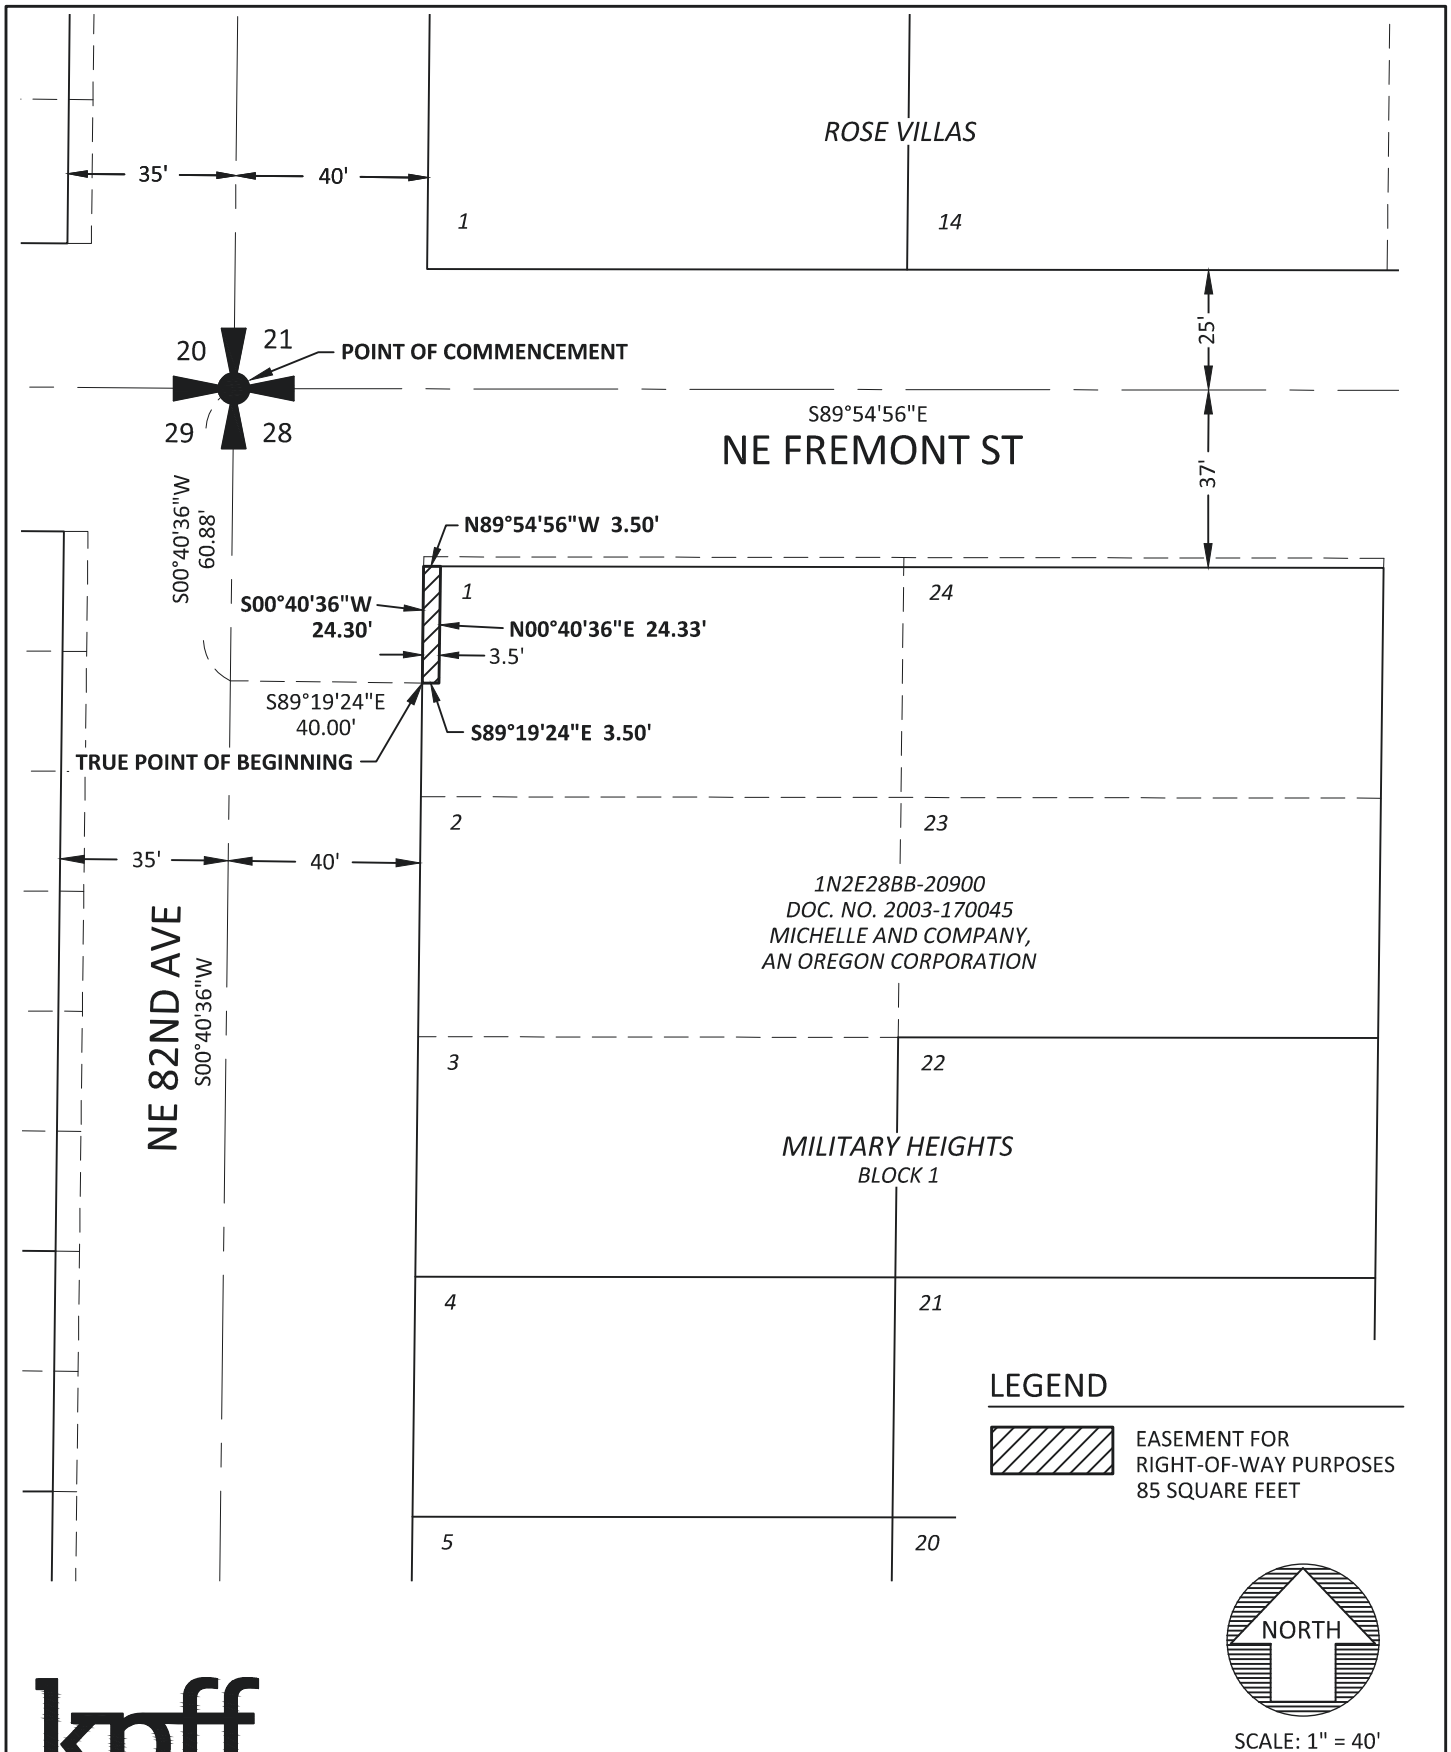 ROSE VILLAS
35'
40'
1
14
25'
20
21
POINT OF COMMENCEMENT
29
28
S89°54'56"E
NE FREMONT ST
37'
S00°40'36"W
60.88'
N89°54'56"W 3.50'
1
24
S00°40'36"W
24.30'
N00°40'36"E 24.33'
3.5'
S89°19'24"E
40.00'
S89°19'24"E 3.50'
TRUE POINT OF BEGINNING
2
23
35'
40'
1N2E28BB-20900
DOC. NO. 2003-170045
MICHELLE AND COMPANY,
AN OREGON CORPORATION
NE 82ND AVE
S00°40'36"W
3
22
MILITARY HEIGHTS
BLOCK 1
4
21
LEGEND
EASEMENT FOR
RIGHT-OF-WAY PURPOSES
85 SQUARE FEET
5
20
NORTH
kpff
SCALE: 1" = 40'